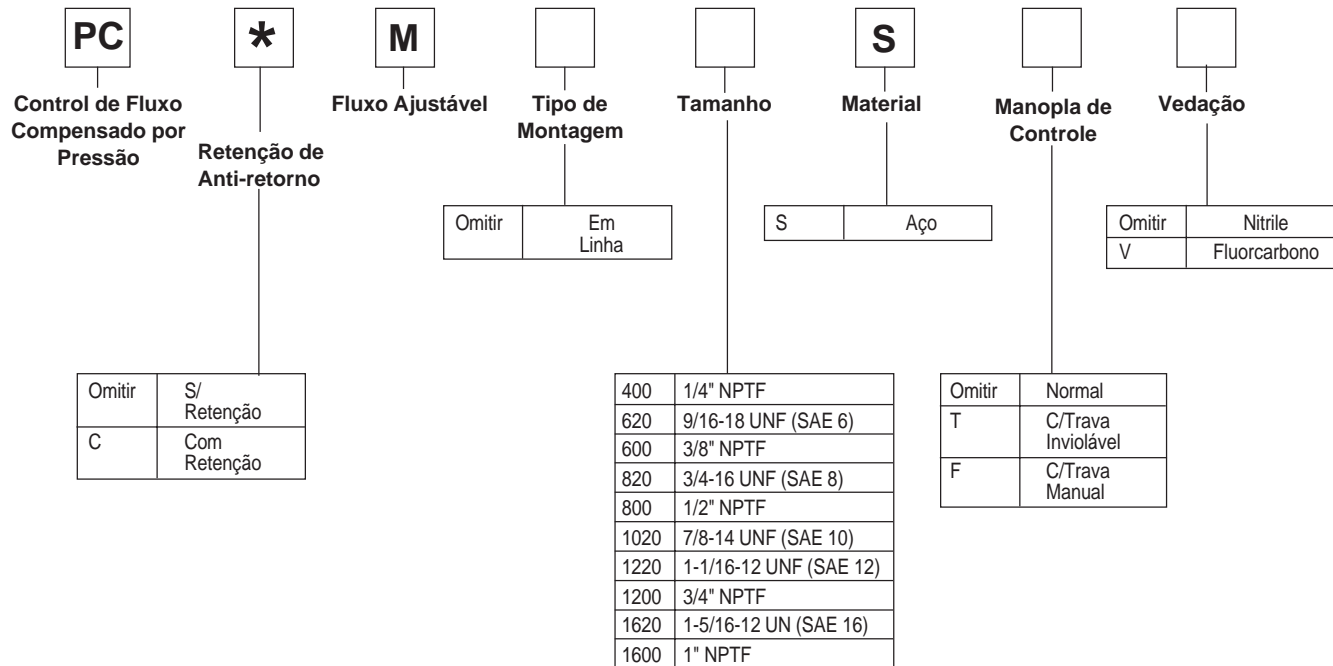 PC * M S
Control de Fluxo
Compensado por
Pressão
Retenção de
Anti-retorno
Fluxo Ajustável
Tipo de
Montagem
Tamanho
Material
Manopla de
Controle
Vedação
Omitir Em
Linha
S Aço
Omitir Nitrile
V Fluorcarbono
Omitir S/
Retenção
C Com
Retenção
400 1/4" NPTF
620 9/16-18 UNF (SAE 6)
600 3/8" NPTF
820 3/4-16 UNF (SAE 8)
800 1/2" NPTF
1020 7/8-14 UNF (SAE 10)
1220 1-1/16-12 UNF (SAE 12)
1200 3/4" NPTF
1620 1-5/16-12 UN (SAE 16)
1600 1" NPTF
Omitir Normal
T C/Trava
Inviolável
F C/Trava
Manual